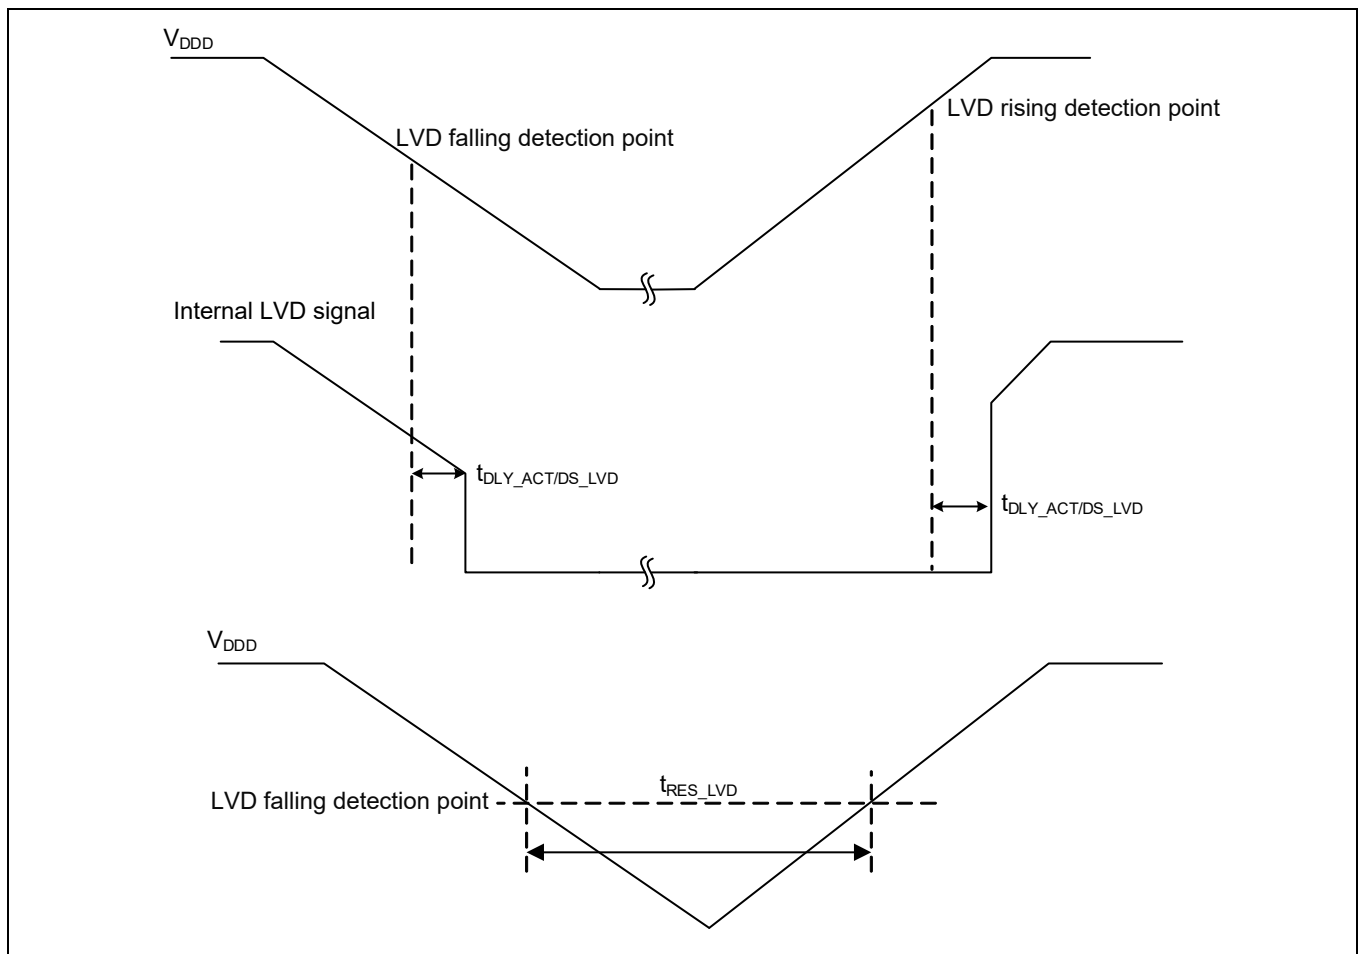 VDDD
LVD rising detection point
LVD falling detection point
Internal LVD signal
tDLY_ACT/DS_LVD
tDLY_ACT/DS_LVD
VDDD
tRES_LVD
LVD falling detection point